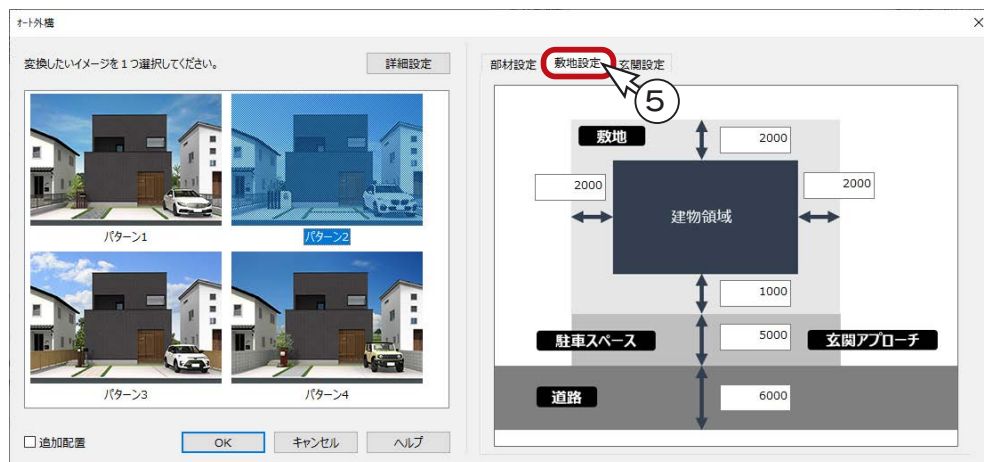 オート外構
変換したいイメージを1つ選択してください。
詳細設定
パターン1
パターン2
パターン3
パターン4
追加配置
OK
キャンセル
ヘルプ
部材設定
敷地設定
玄関設定
5
敷地
2000
2000
2000
建物領域
1000
駐車スペース
5000
玄関アプローチ
道路
6000